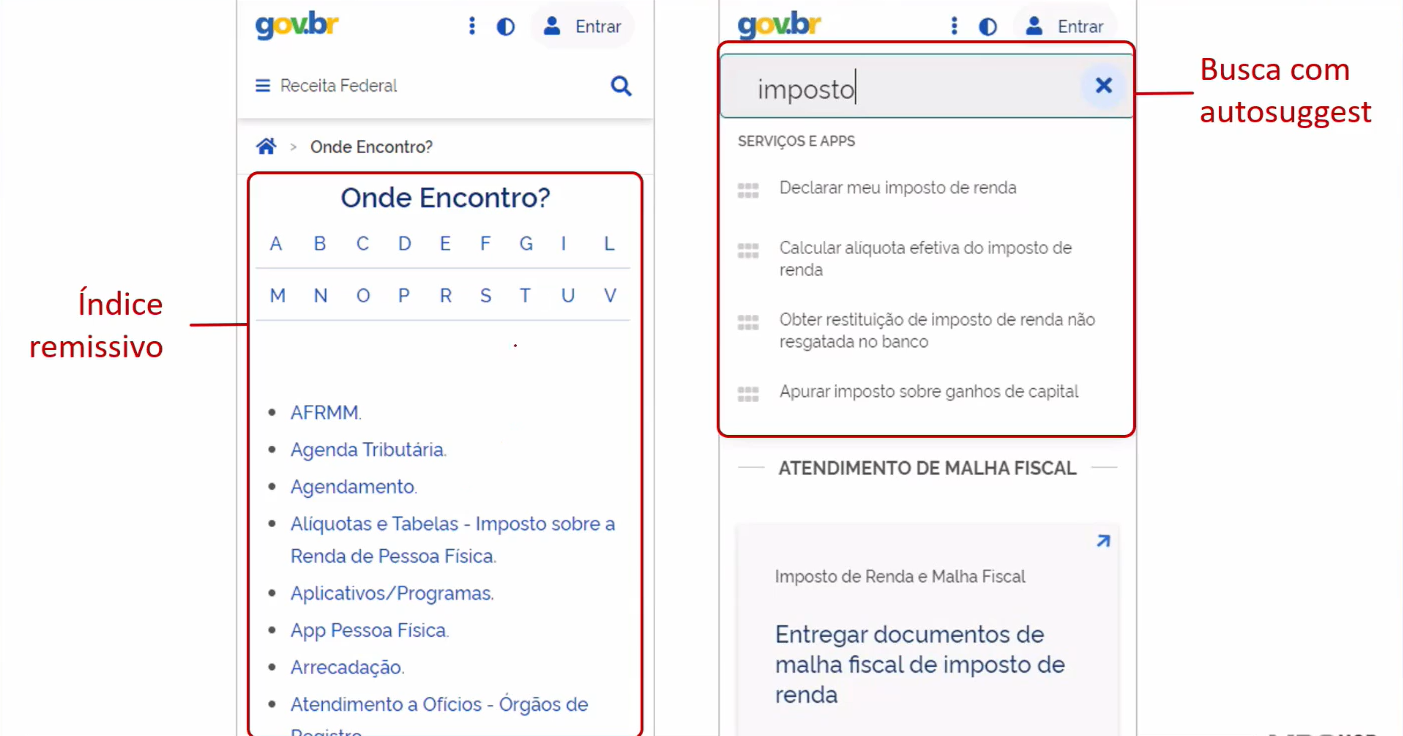 gov.br
Entrar
Receita Federal
> Onde Encontro?
Onde Encontro?
A B C D E F G I L
M N O P R S T U V
AFRMM.
Agenda Tributária.
Agendamento.
Alíquotas e Tabelas - Imposto sobre a
Renda de Pessoa Física.
Aplicativos/Programas.
App Pessoa Física.
Arrecadação.
Atendimento a Ofícios - Órgãos de
Registro
Índice
remissivo
gov.br
Entrar
imposto
SERVIÇOS E APPS
Declarar meu imposto de renda
Calcular alíquota efetiva do imposto de
renda
Obter restituição de imposto de renda não
resgatada no banco
Apurar imposto sobre ganhos de capital
ATENDIMENTO DE MALHA FISCAL
Imposto de Renda e Malha Fiscal
Entregar documentos de
malha fiscal de imposto de
renda
Busca com
autosuggest